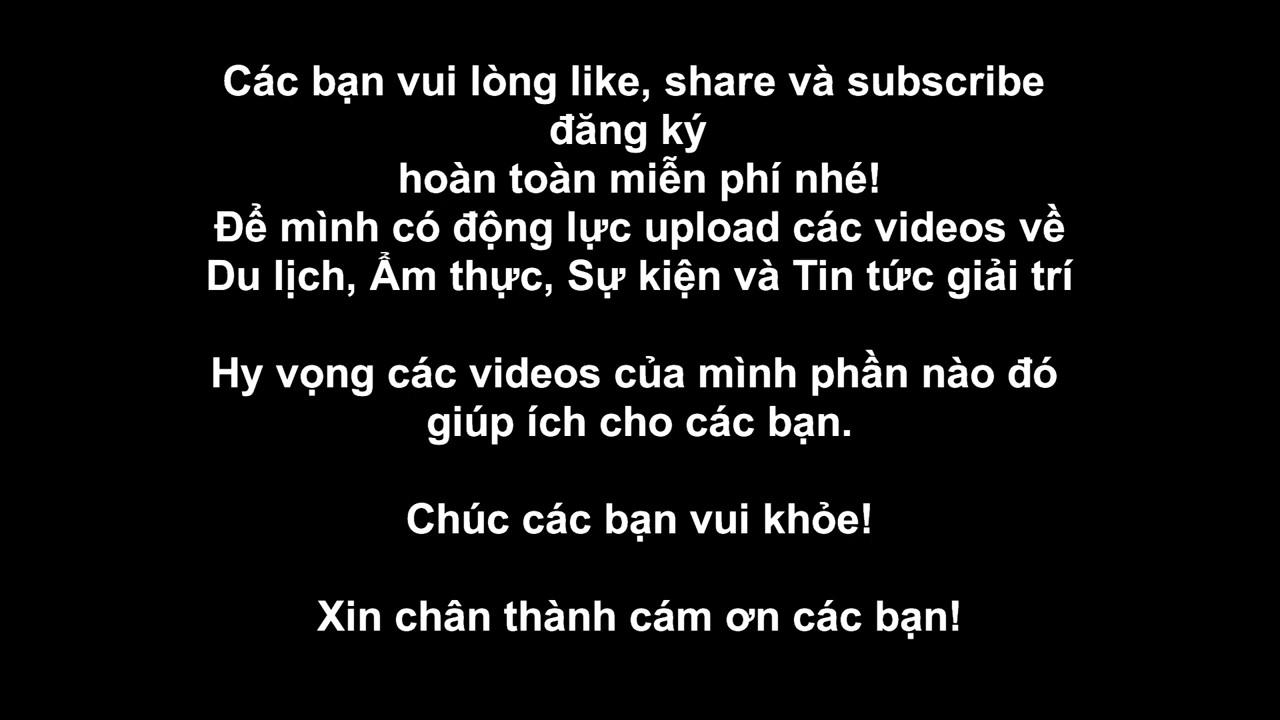 Các bạn vui lòng like, share và subscribe
đăng ký
hoàn toàn miễn phí nhé!
Để mình có động lực upload các videos về
Du lịch, Ẩm thực, Sự kiện và Tin tức giải trí
Hy vọng các videos của mình phần nào đó
giúp ích cho các bạn.
Chúc các bạn vui khỏe!
Xin chân thành cám ơn các bạn!